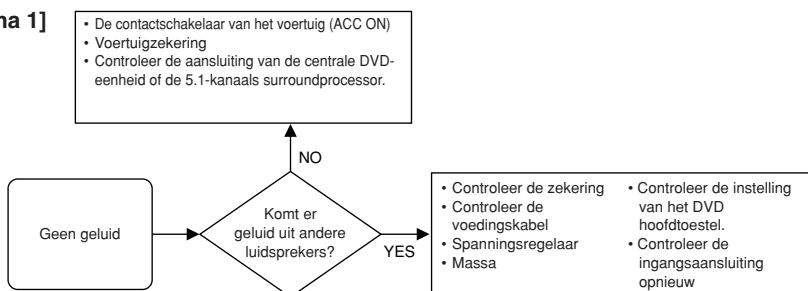 na 1]
• De contactschakelaar van het voertuig (ACC ON)
• Voertuigzekering
• Controleer de aansluiting van de centrale DVD-
eenheid of de 5.1-kanaals surroundprocessor.
NO
Geen geluid
Komt er
geluid uit andere
luidsprekers?
YES
• Controleer de zekering
• Controleer de
voedingskabel
• Spanningsregelaar
• Massa
• Controleer de instelling
van het DVD
hoofdtoestel.
• Controleer de
ingangsaansluiting
opnieuw